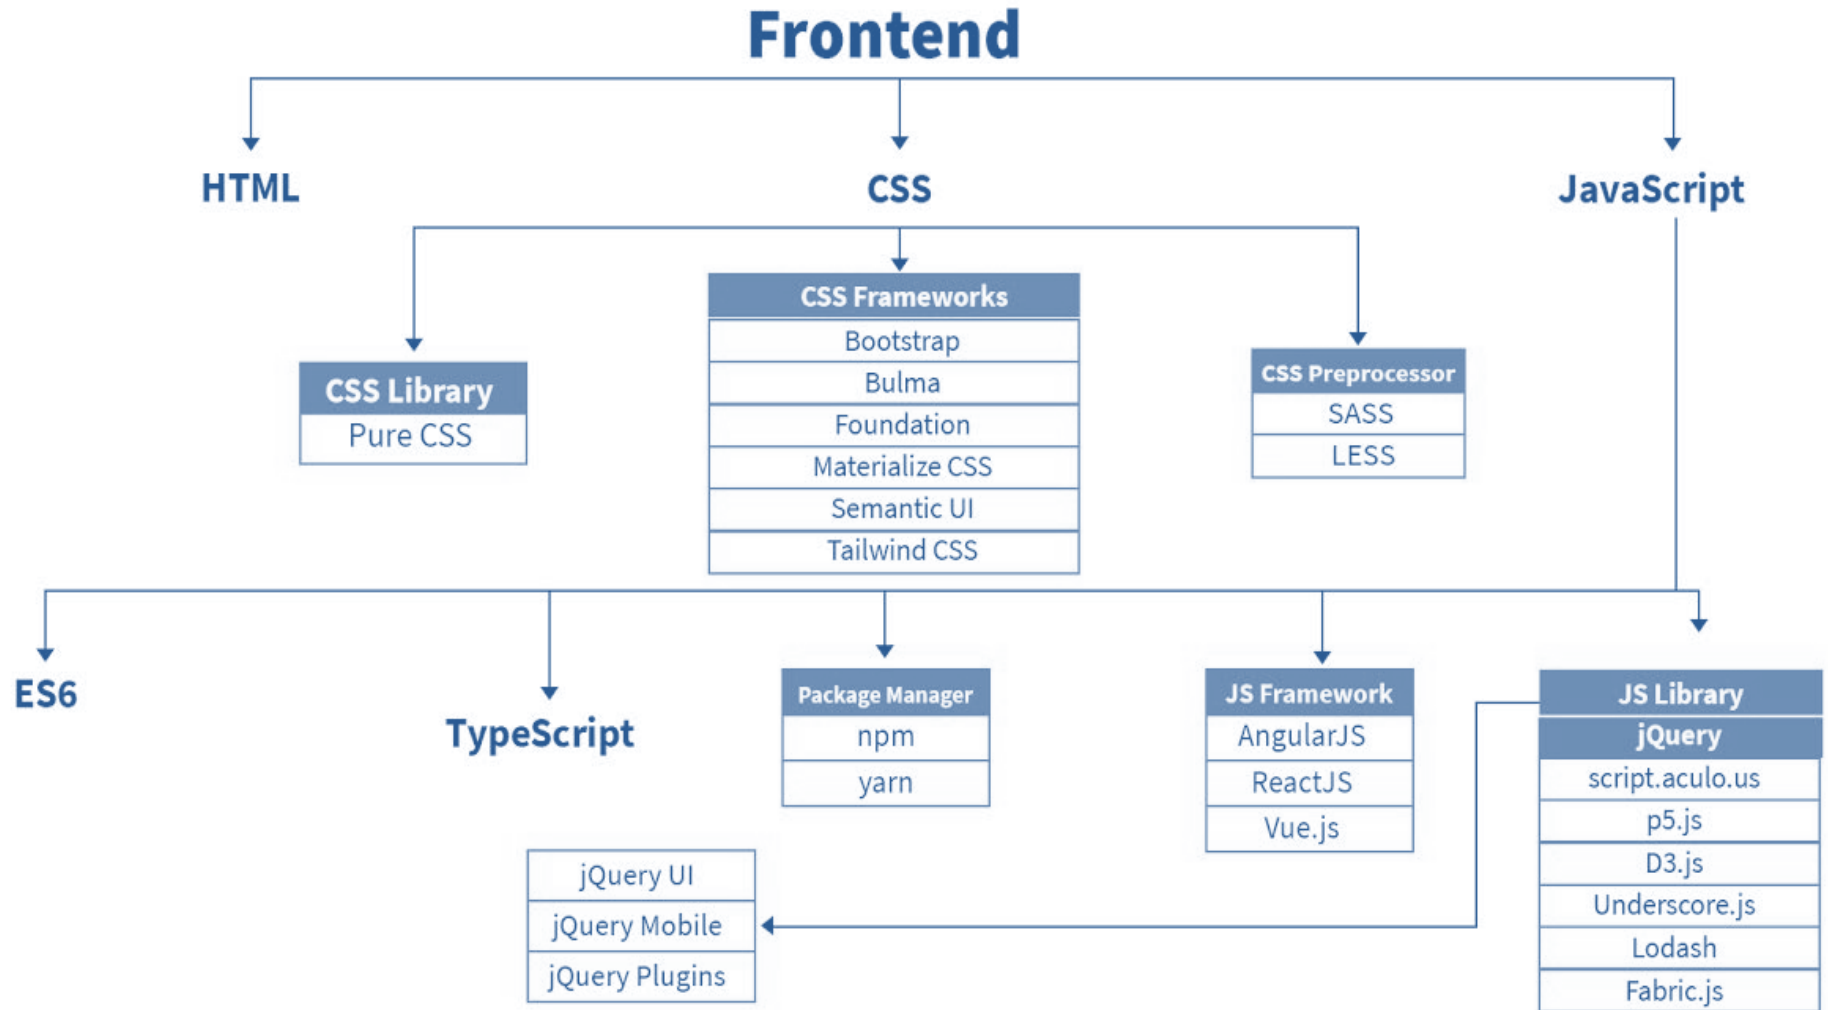 Frontend
HTML
CSS
JavaScript
CSS Library
Pure CSS
CSS Frameworks
Bootstrap
Bulma
Foundation
Materialize CSS
Semantic UI
Tailwind CSS
CSS Preprocessor
SASS
LESS
ES6
TypeScript
Package Manager
npm
yarn
JS Framework
AngularJS
ReactJS
Vue.js
JS Library
jQuery
script.aculo.us
p5.js
D3.js
Underscore.js
Lodash
Fabric.js
jQuery UI
jQuery Mobile
jQuery Plugins